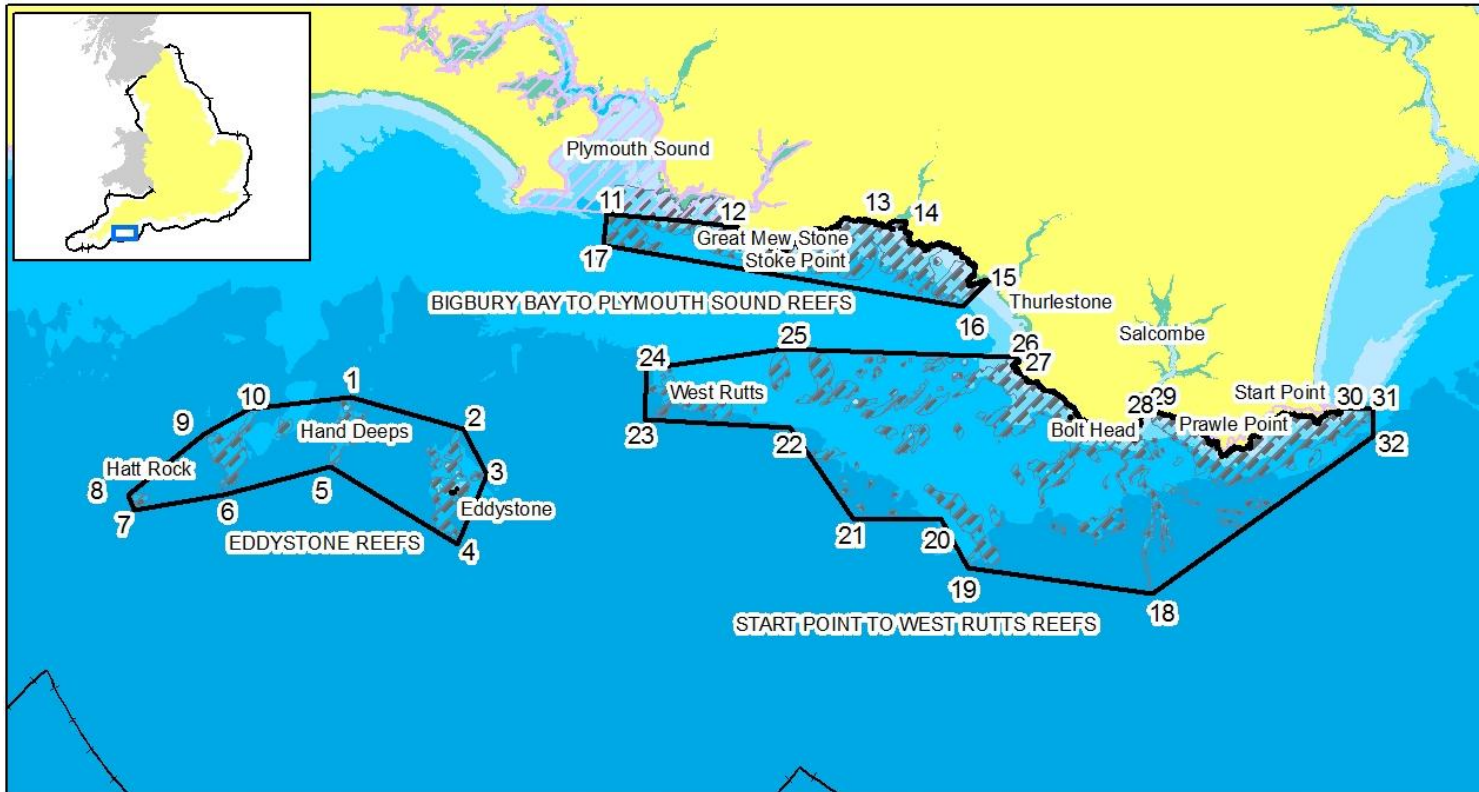 Plymouth Sound
11
12
13
14
Great Mew Stone
17
Stoke Point
15
BIGBURY BAY TO PLYMOUTH SOUND REEFS
Thurlestone
16
Salcombe
25
26
24
27
1
West Rutts
Start Point
30
31
10
29
28
2
9
Hand Deeps
23
22
Bolt Head
Prawle Point
32
Hatt Rock
3
8
5
Eddystone
7
6
21
20
EDDYSTONE REEFS
4
19
18
START POINT TO WEST RUTTS REEFS